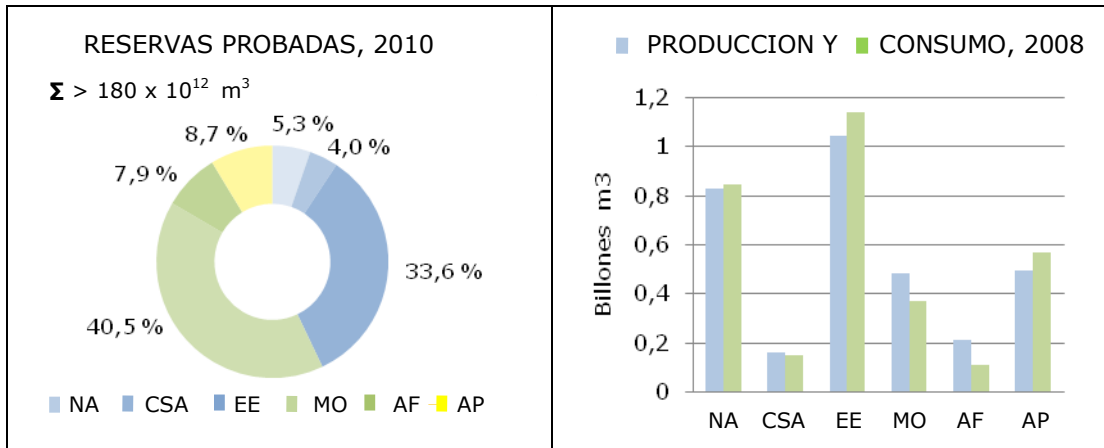 RESERVAS PROBADAS, 2010
Σ > 180 x 10¹² m³
5,3 %
4,0 %
33,6 %
40,5 %
7,9 %
8,7 %
NA CSA EE MO AF AP
PRODUCCION Y CONSUMO, 2008
Billones m3
1,2
1
0,8
0,6
0,4
0,2
0
NA CSA EE MO AF AP